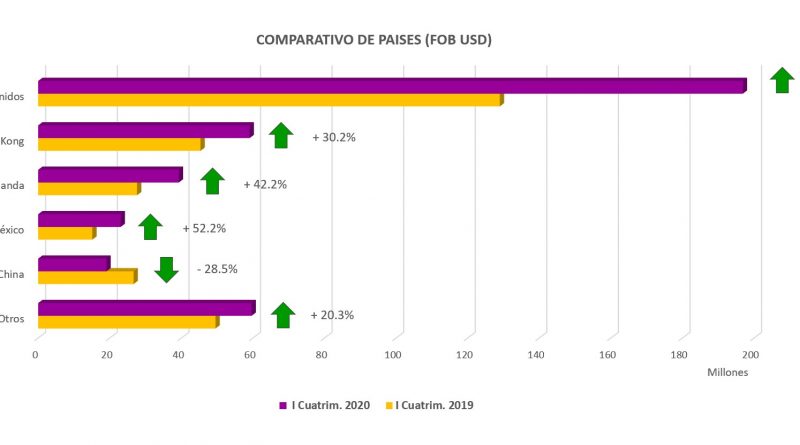 COMPARATIVO DE PAISES (FOB USD)
nidos
Kong
+ 30.2%
anda
+ 42.2%
éxico
+ 52.2%
China
- 28.5%
Otros
+ 20.3%
0 20 40 60 80 100 120 140 160 180 200
Millones
I Cuatrim. 2020 I Cuatrim. 2019